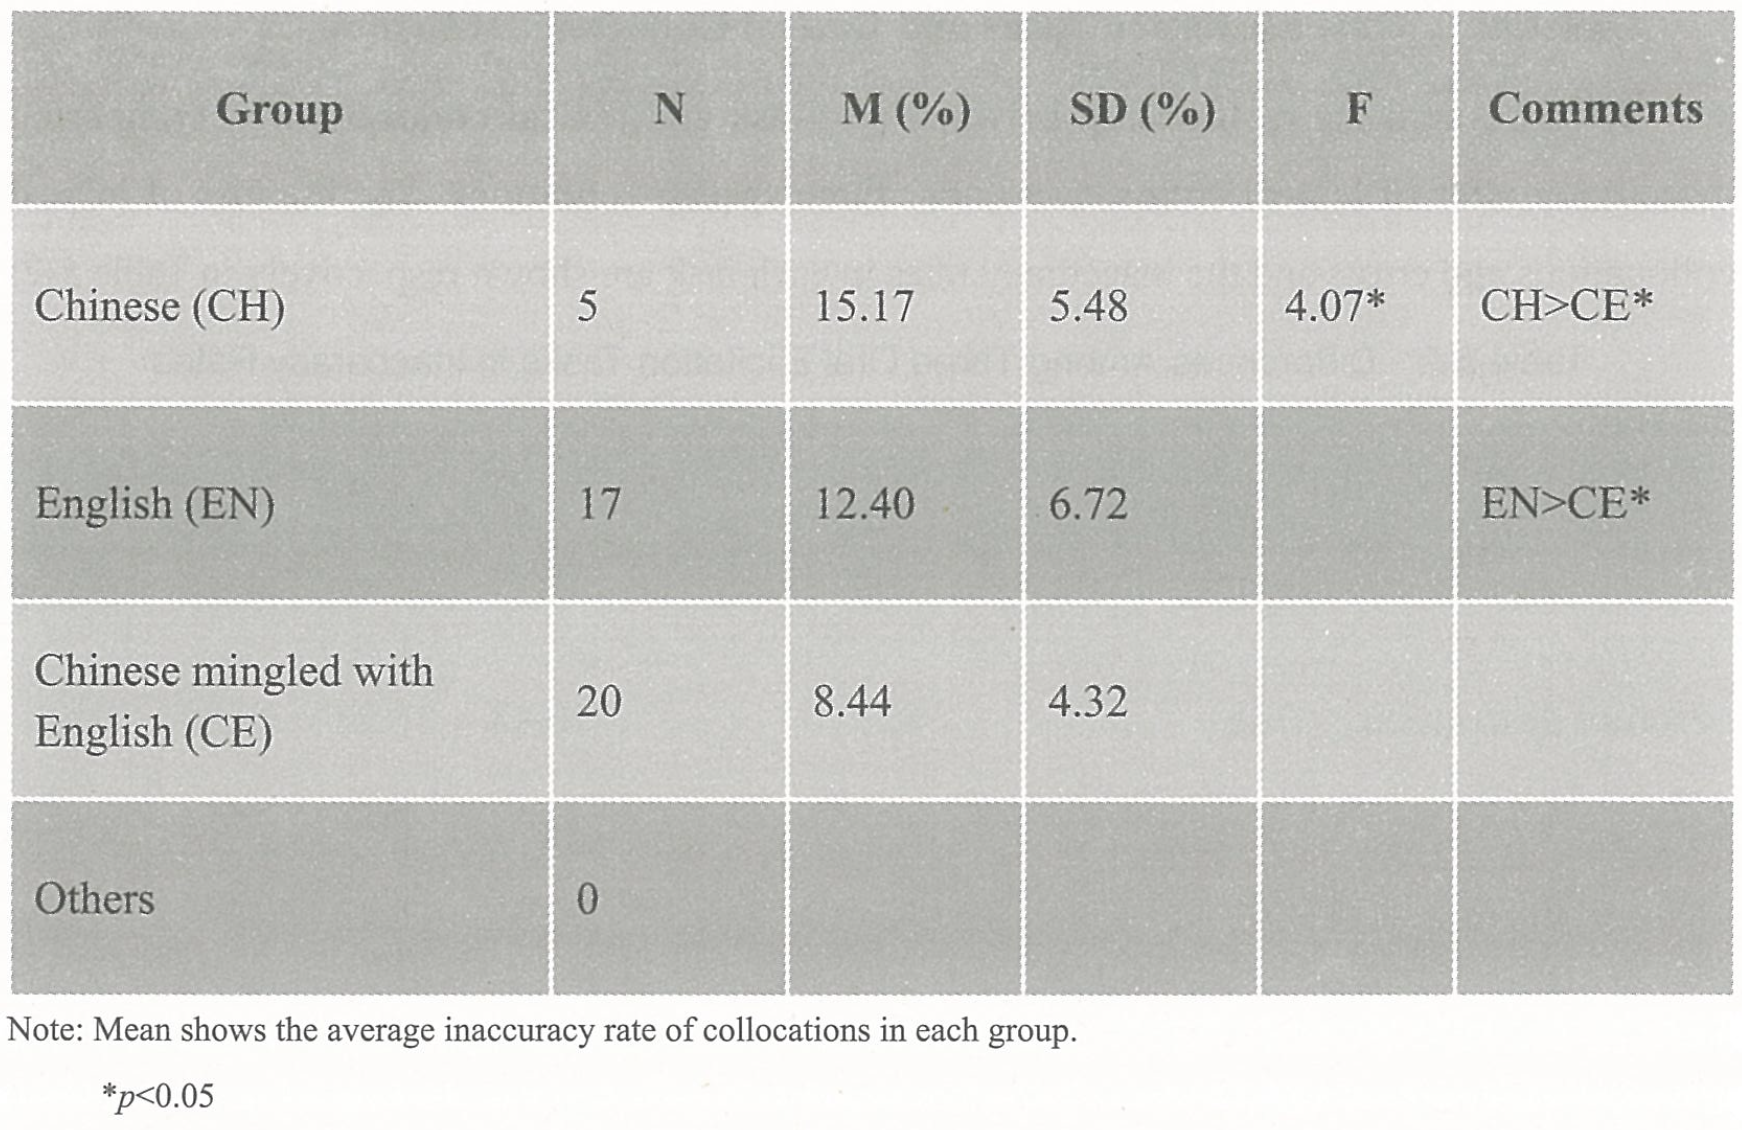 Group N M (%) SD (%) F Comments
Chinese (CH) 5 15.17 5.48 4.07* CH>CE*
English (EN) 17 12.40 6.72 EN>CE*
Chinese mingled with
English (CE) 20 8.44 4.32
Others 0
Note: Mean shows the average inaccuracy rate of collocations in each group.
*p<0.05